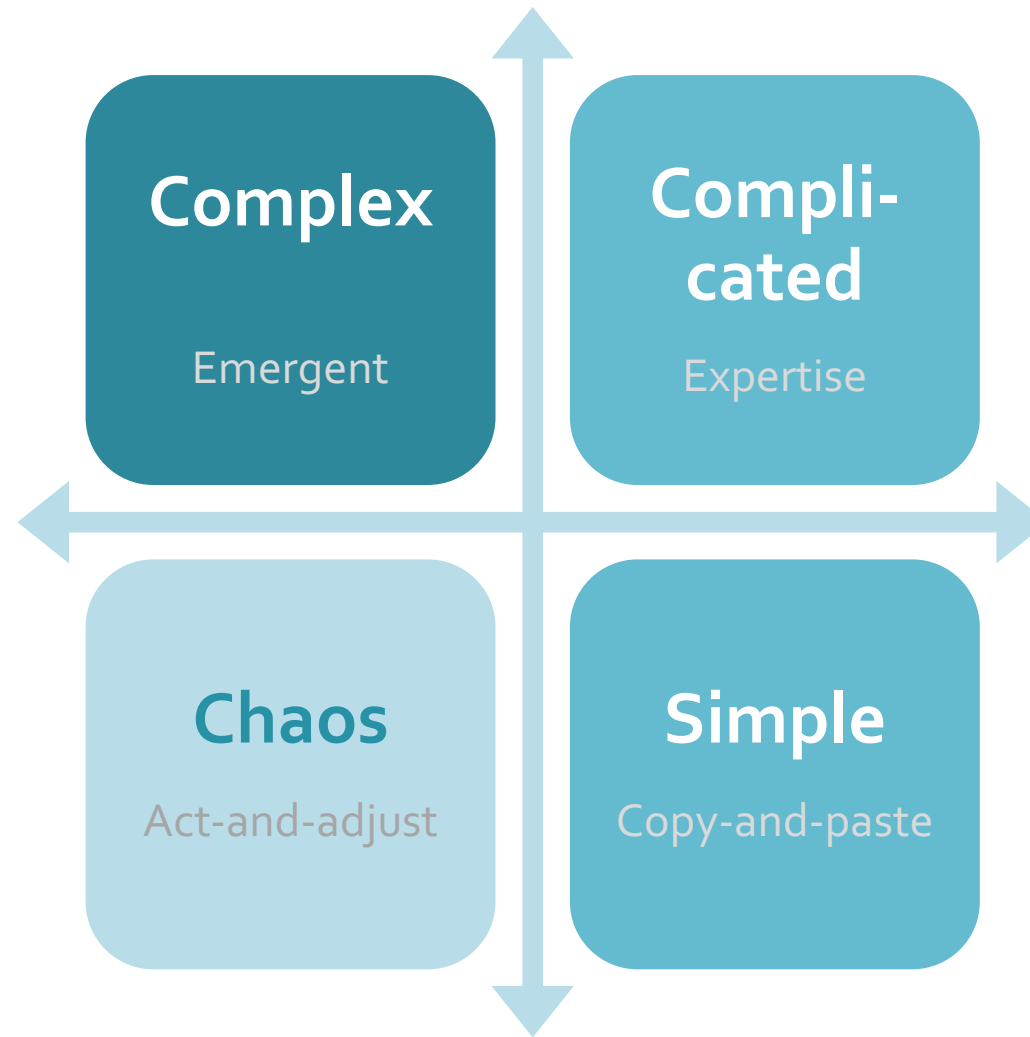 Complex
Emergent
Compli-
cated
Expertise
Chaos
Act-and-adjust
Simple
Copy-and-paste